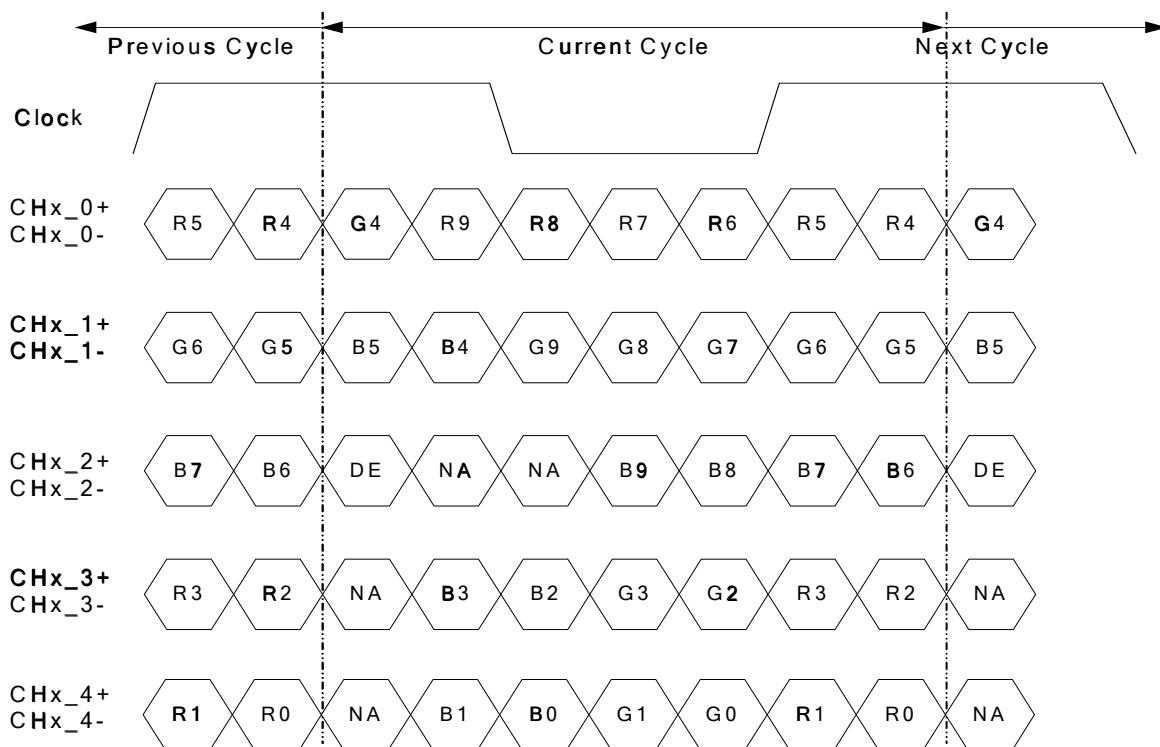 Previous Cycle Current Cycle Next Cycle
Clock
CHx_0+
CHx_0-
R5 R4 G4 R9 R8 R7 R6 R5 R4 G4
CHx_1+
CHx_1-
G6 G5 B5 B4 G9 G8 G7 G6 G5 B5
CHx_2+
CHx_2-
B7 B6 DE NA NA B9 B8 B7 B6 DE
CHx_3+
CHx_3-
R3 R2 NA B3 B2 G3 G2 R3 R2 NA
CHx_4+
CHx_4-
R1 R0 NA B1 B0 G1 G0 R1 R0 NA